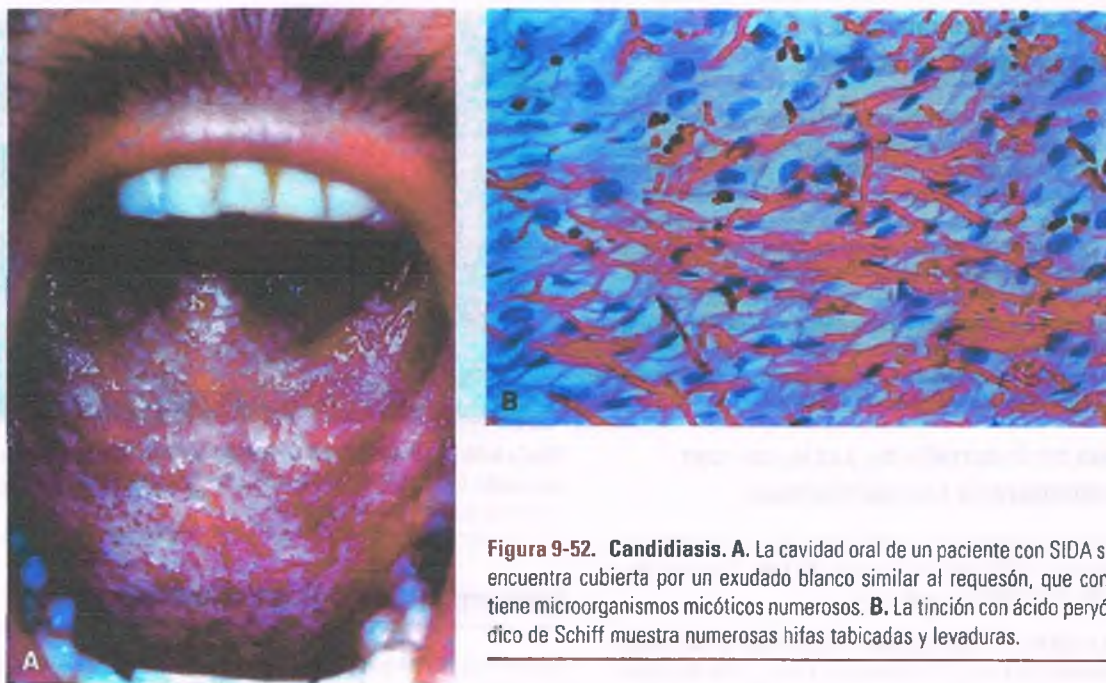 A
B
Figura 9-52. Candidiasis. A. La cavidad oral de un paciente con SIDA s
encuentra cubierta por un exudado blanco similar al requesón, que con
tiene microorganismos micóticos numerosos. B. La tinción con ácido peryó
dico de Schiff muestra numerosas hifas tabicadas y levaduras.